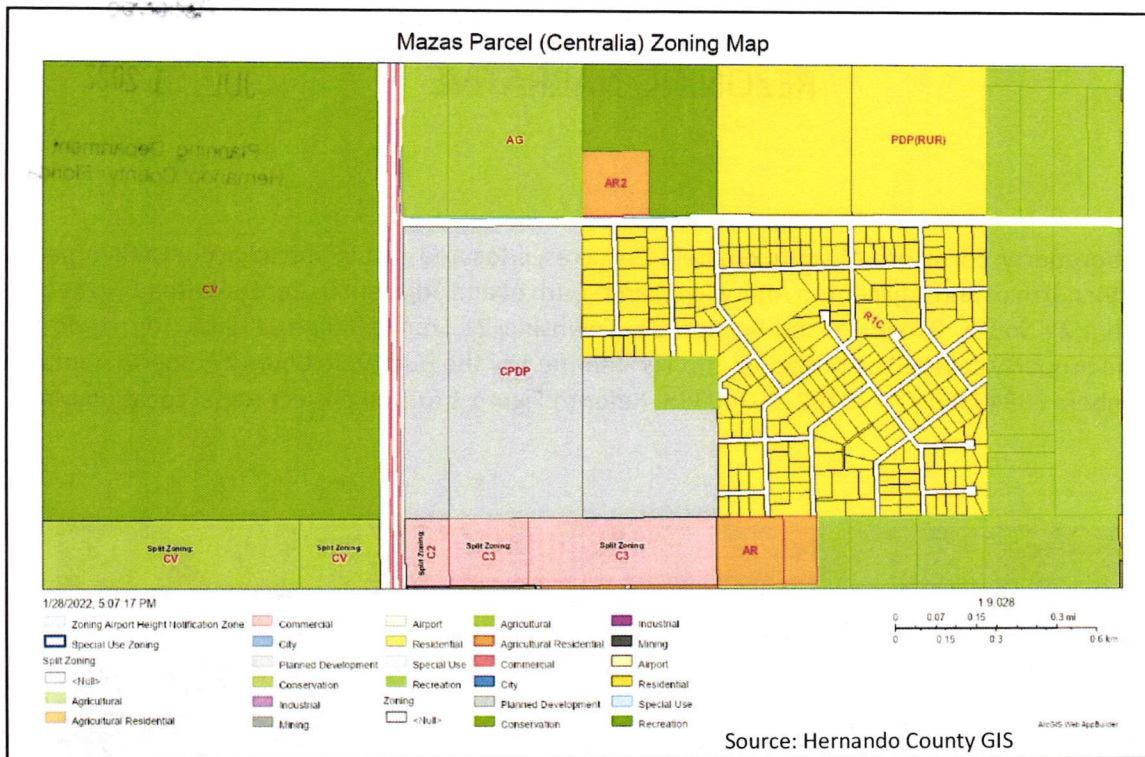 Mazas Parcel (Centralia) Zoning Map
AG
PDP(RUR)
AR2
CV
R1C
CPDP
Split Zoning:
CV
Split Zoning:
CV
Split Zoning:
C2
Split Zoning:
C3
Split Zoning:
C3
AR
1/28/2022, 5:07:17 PM
Zoning Airport Height Notification Zone
Special Use Zoning
Split Zoning
<Null>
Agricultural
Agricultural Residential
Commercial
City
Planned Development
Conservation
Industrial
Mining
Airport
Residential
Special Use
Recreation
Zoning
<Null>
Agricultural
Agricultural Residential
Commercial
City
Planned Development
Conservation
Industrial
Mining
Airport
Residential
Special Use
Recreation
1:9,028
0 0.07 0.15 0.3 mi
0 0.15 0.3 0.6 km
ArcGIS Web AppBuilder
Source: Hernando County GIS